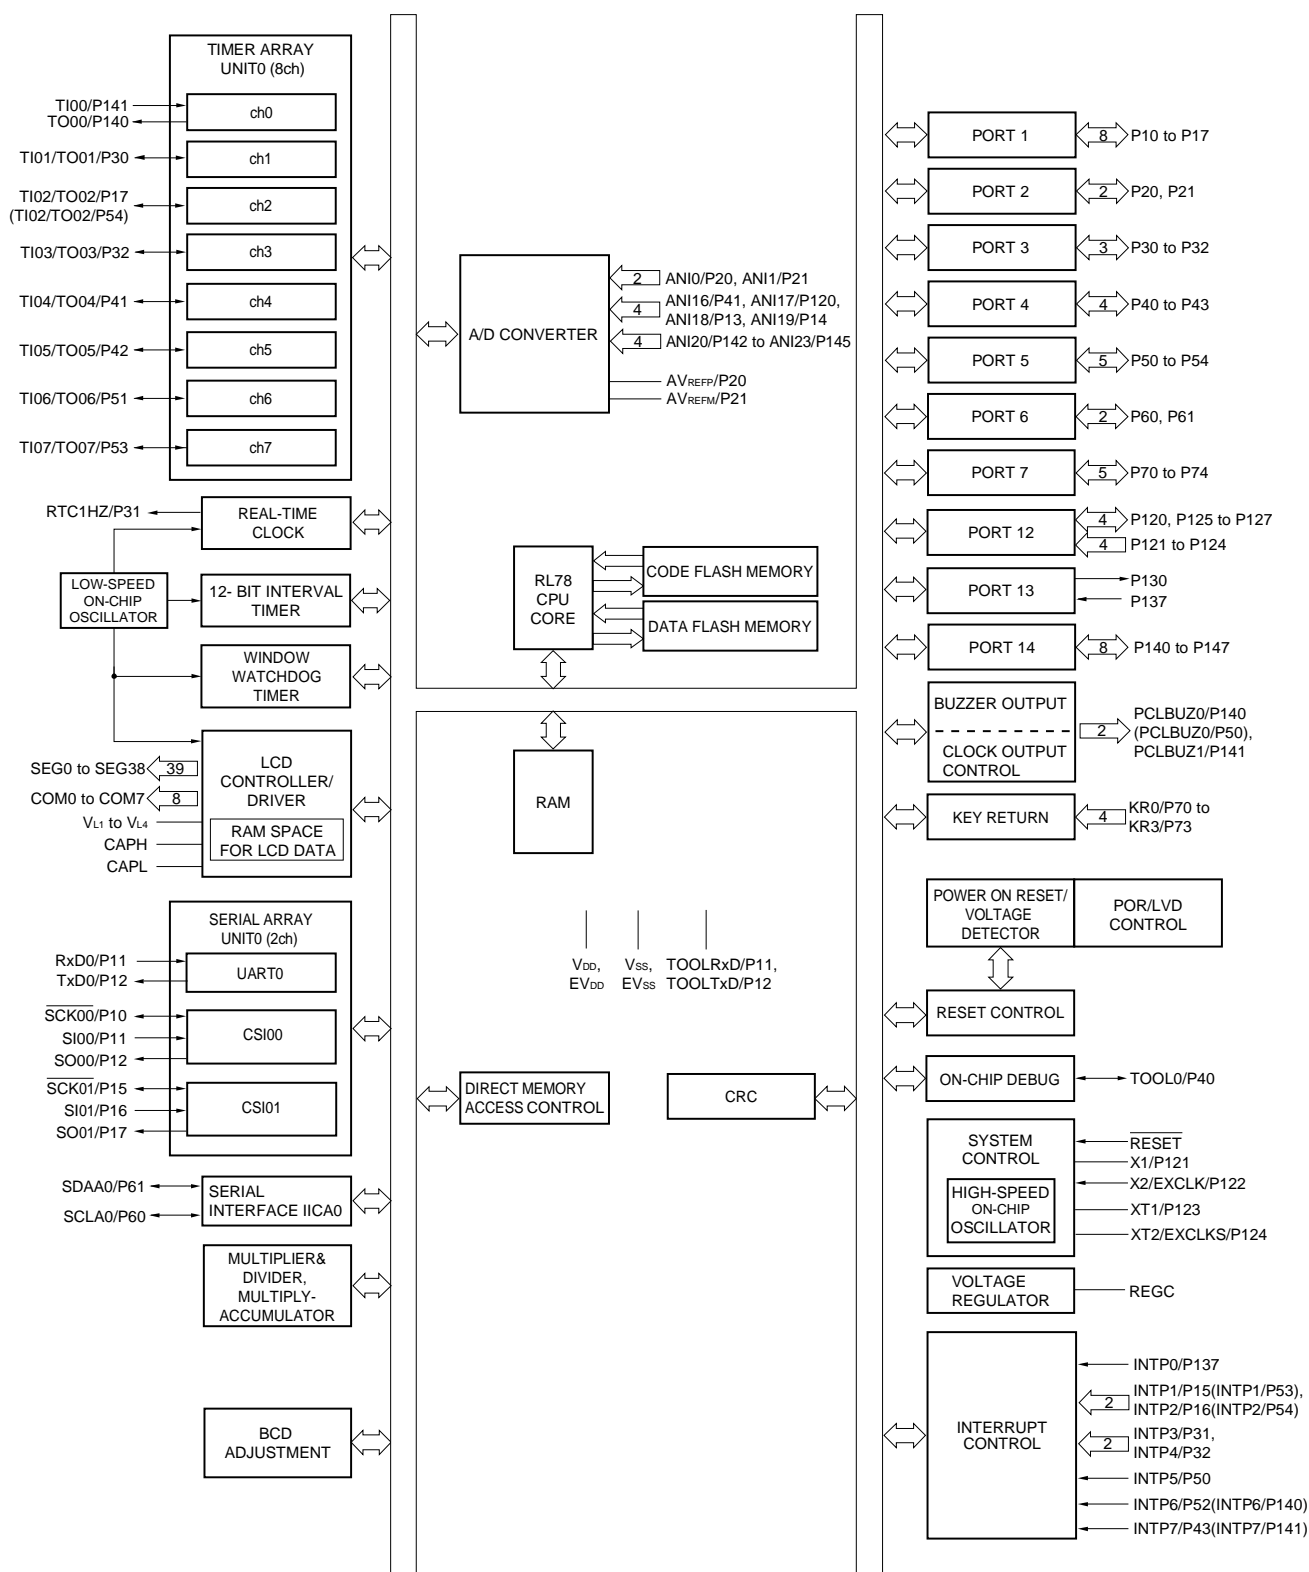 TIMER ARRAY
UNIT0 (8ch)
TI00/P141
TO00/P140
ch0
TI01/TO01/P30
ch1
TI02/TO02/P17
(TI02/TO02/P54)
ch2
TI03/TO03/P32
ch3
TI04/TO04/P41
ch4
TI05/TO05/P42
ch5
TI06/TO06/P51
ch6
TI07/TO07/P53
ch7
RTC1HZ/P31
REAL-TIME
CLOCK
LOW-SPEED
ON-CHIP
OSCILLATOR
12- BIT INTERVAL
TIMER
WINDOW
WATCHDOG
TIMER
LCD
CONTROLLER/
DRIVER
RAM SPACE
FOR LCD DATA
SEG0 to SEG38
39
COM0 to COM7
8
VL1 to VL4
CAPH
CAPL
SERIAL ARRAY
UNIT0 (2ch)
RxD0/P11
TxD0/P12
UART0
SCK00/P10
SI00/P11
SO00/P12
CSI00
SCK01/P15
SI01/P16
SO01/P17
CSI01
SDAA0/P61
SCLA0/P60
SERIAL
INTERFACE IICA0
MULTIPLIER&
DIVIDER,
MULTIPLY-
ACCUMULATOR
BCD
ADJUSTMENT
A/D CONVERTER
2
ANI0/P20, ANI1/P21
4
ANI16/P41, ANI17/P120,
ANI18/P13, ANI19/P14
4
ANI20/P142 to ANI23/P145
AVREFP/P20
AVREFM/P21
RL78
CPU
CORE
CODE FLASH MEMORY
DATA FLASH MEMORY
RAM
VDD,
EVDD
VSS,
EVSS
TOOLRxD/P11,
TOOLTxD/P12
DIRECT MEMORY
ACCESS CONTROL
CRC
PORT 1
8
P10 to P17
PORT 2
2
P20, P21
PORT 3
3
P30 to P32
PORT 4
4
P40 to P43
PORT 5
5
P50 to P54
PORT 6
2
P60, P61
PORT 7
5
P70 to P74
PORT 12
4
P120, P125 to P127
4
P121 to P124
PORT 13
P130
P137
PORT 14
8
P140 to P147
BUZZER OUTPUT
CLOCK OUTPUT
CONTROL
2
PCLBUZ0/P140
(PCLBUZ0/P50),
PCLBUZ1/P141
KEY RETURN
4
KR0/P70 to
KR3/P73
POWER ON RESET/
VOLTAGE
DETECTOR
POR/LVD
CONTROL
RESET CONTROL
ON-CHIP DEBUG
TOOL0/P40
SYSTEM
CONTROL
HIGH-SPEED
ON-CHIP
OSCILLATOR
RESET
X1/P121
X2/EXCLK/P122
XT1/P123
XT2/EXCLKS/P124
VOLTAGE
REGULATOR
REGC
INTERRUPT
CONTROL
INTP0/P137
2
INTP1/P15(INTP1/P53),
INTP2/P16(INTP2/P54)
2
INTP3/P31,
INTP4/P32
INTP5/P50
INTP6/P52(INTP6/P140)
INTP7/P43(INTP7/P141)